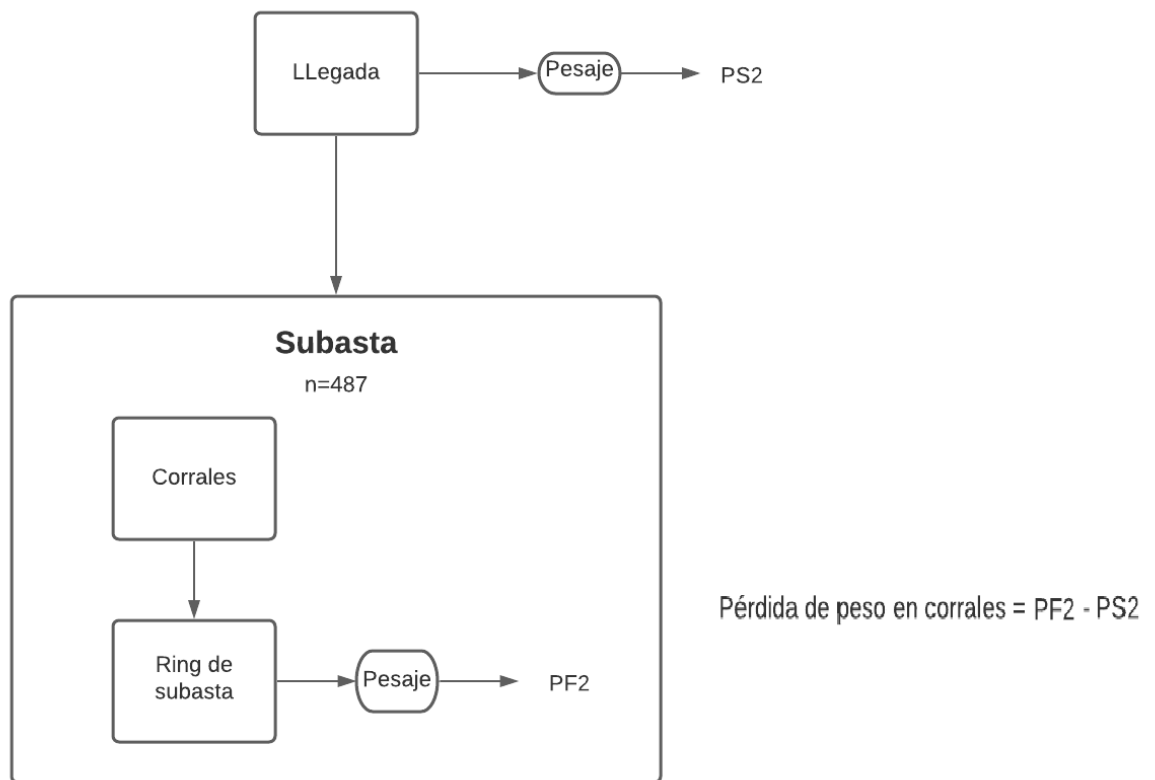 LLegada
Pesaje
PS2
Subasta
n=487
Corrales
Pérdida de peso en corrales = PF2 - PS2
Ring de
subasta
Pesaje
PF2